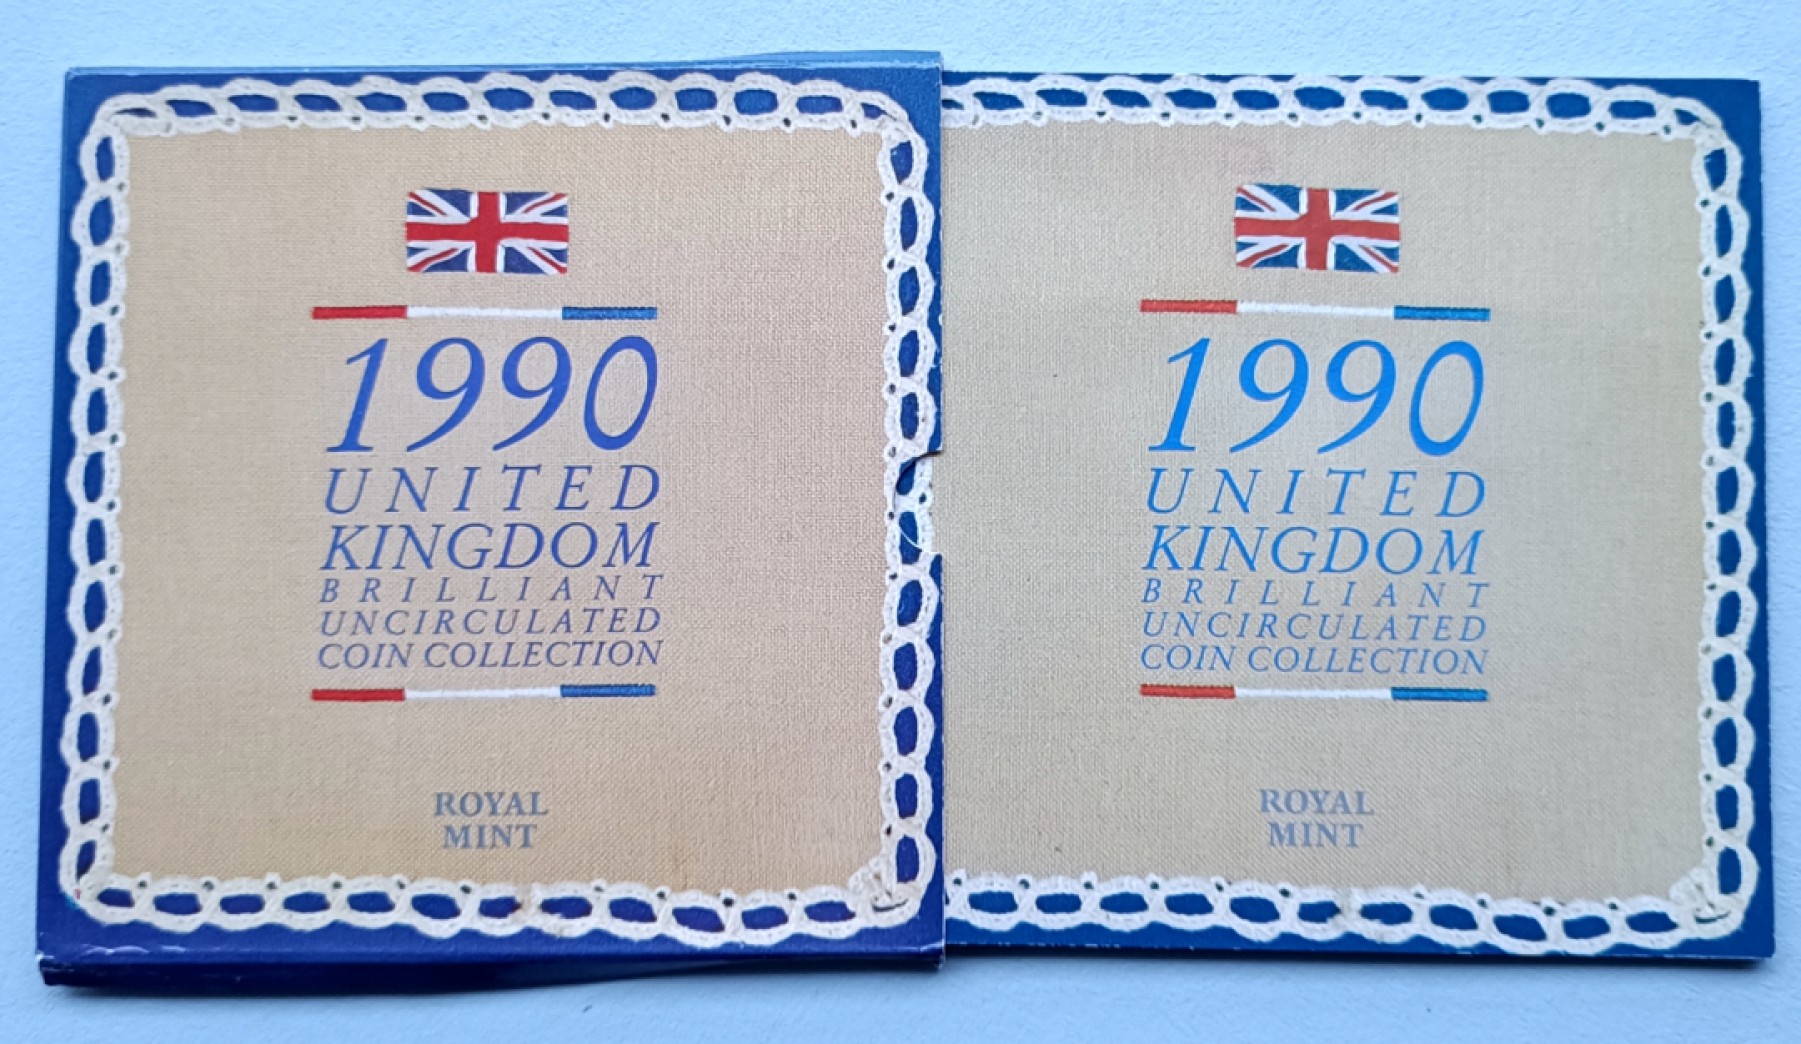 1990
UNITED
KINGDOM
BRILLIANT
UNCIRCULATED
COIN COLLECTION
ROYAL
MINT
1990
UNITED
KINGDOM
BRILLIANT
UNCIRCULATED
COIN COLLECTION
ROYAL
MINT